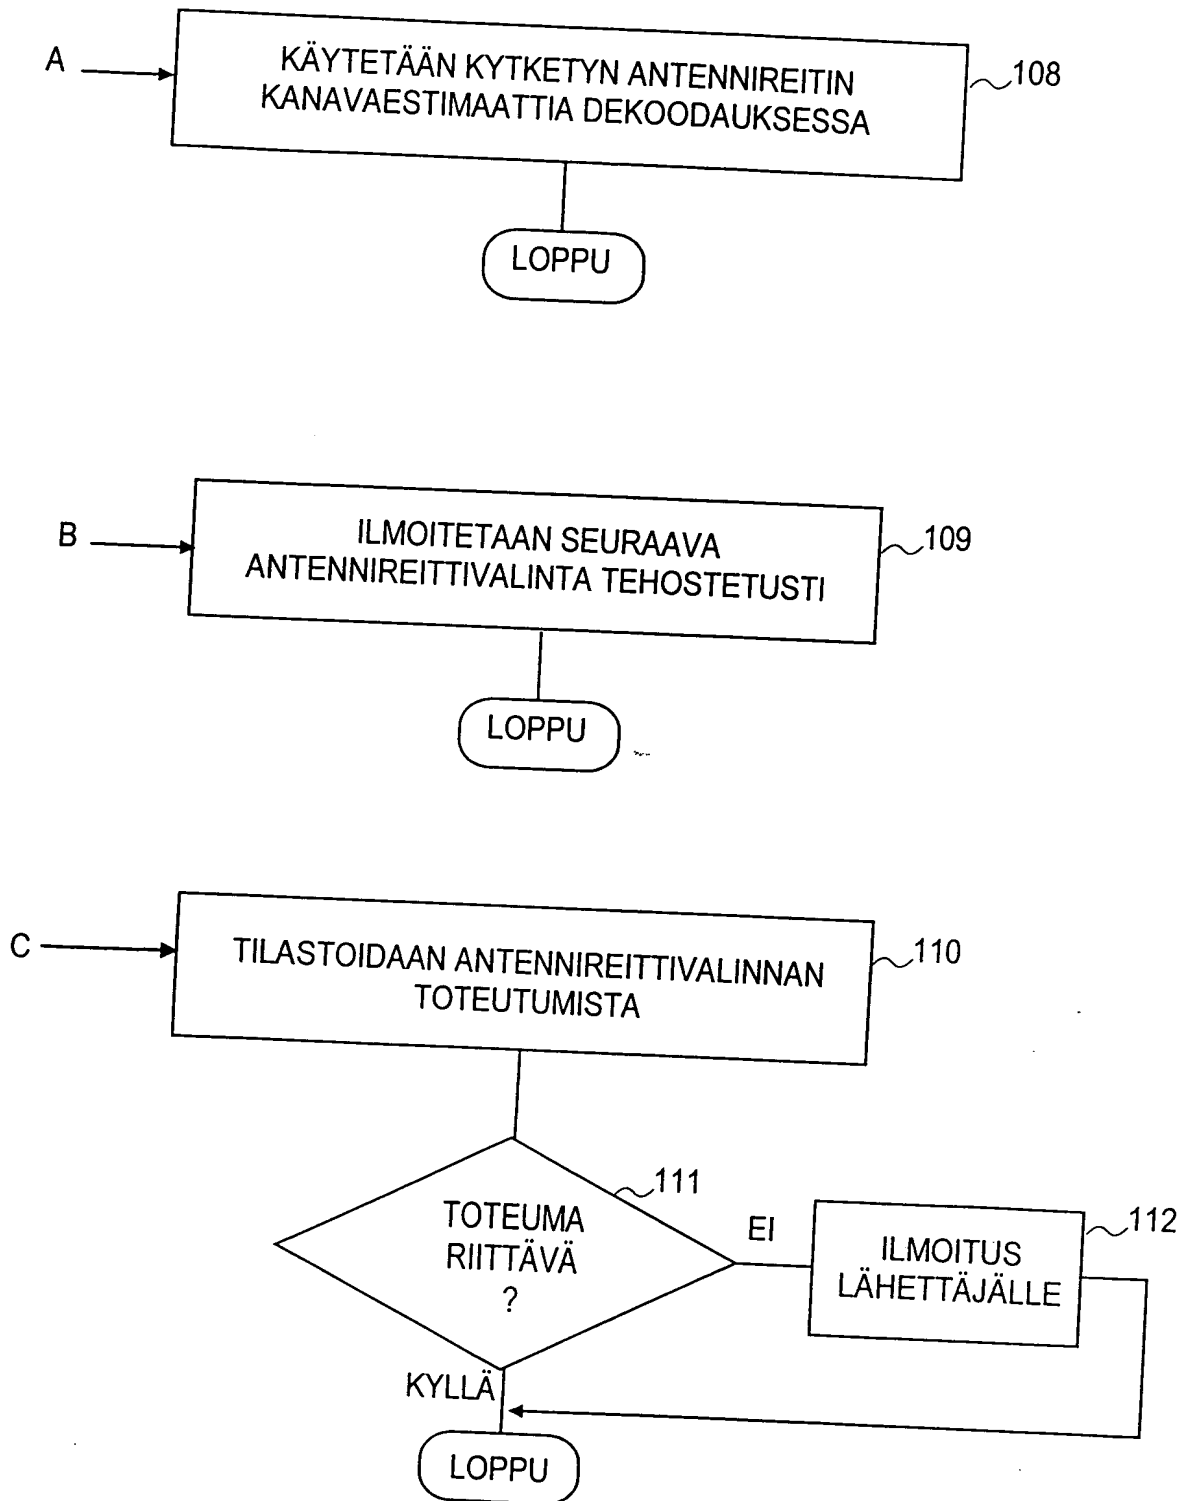 A
KÄYTETÄÄN KYTKETYN ANTENNIREITIN
KANAVAESTIMAATTIA DEKOODAUKSESSA
108
LOPPU
B
ILMOITETAAN SEURAAVA
ANTENNIREITTIVALINTA TEHOSTETUSTI
109
LOPPU
C
TILASTOIDAAN ANTENNIREITTIVALINNAN
TOTEUTUMISTA
110
TOTEUMA
RIITTÄVÄ
?
111
EI
ILMOITUS
LÄHETTÄJÄLLE
112
KYLLÄ
LOPPU